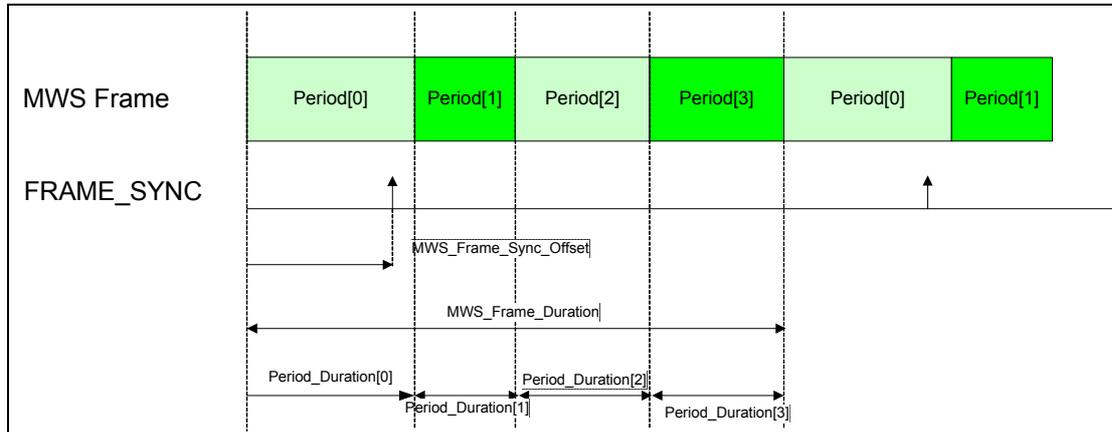 MWS Frame
Period[0]
Period[1]
Period[2]
Period[3]
Period[0]
Period[1]
FRAME_SYNC
MWS_Frame_Sync_Offset
MWS_Frame_Duration
Period_Duration[0]
Period_Duration[1]
Period_Duration[2]
Period_Duration[3]